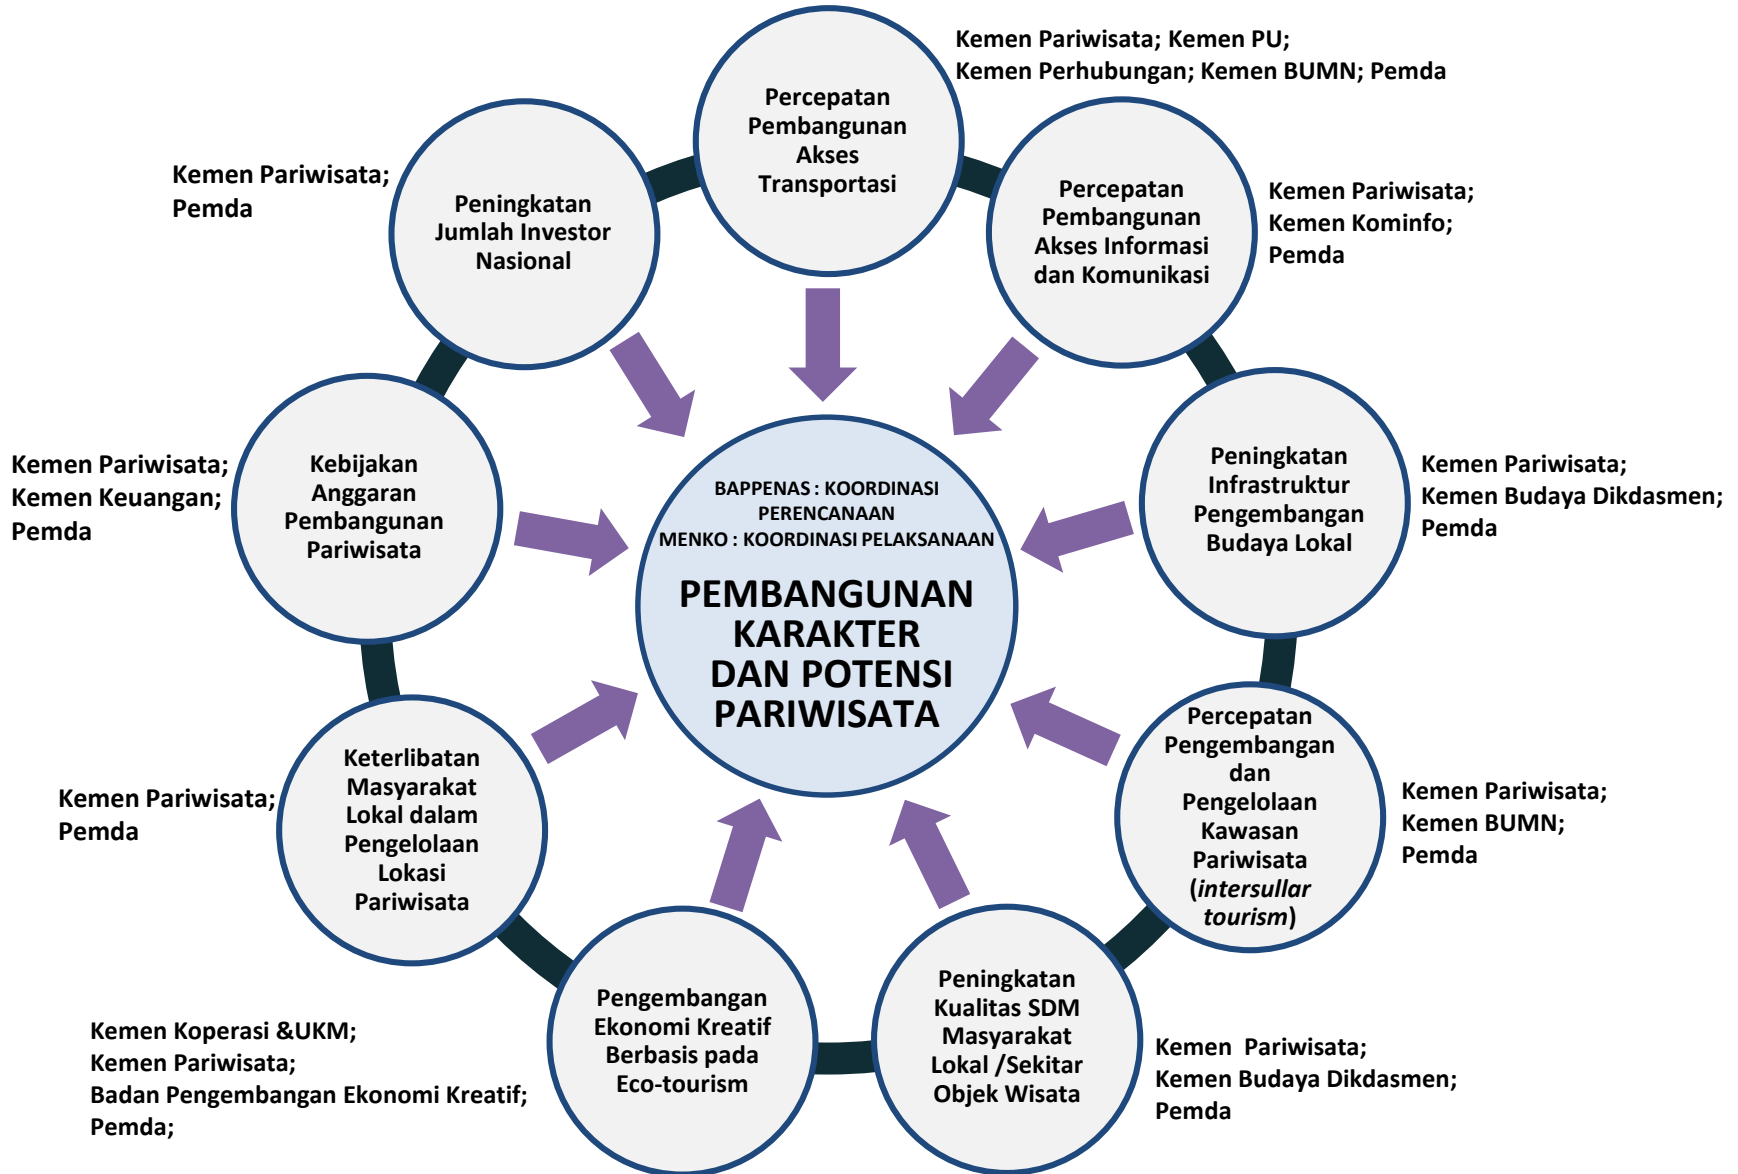 Kemen Pariwisata; Kemen PU;
Kemen Perhubungan; Kemen BUMN; Pemda
Percepatan
Pembangunan
Akses
Transportasi
Percepatan
Pembangunan
Akses Informasi
dan Komunikasi
Kemen Pariwisata;
Kemen Kominfo;
Pemda
Peningkatan
Infrastruktur
Pengembangan
Budaya Lokal
Kemen Pariwisata;
Kemen Budaya Dikdasmen;
Pemda
Percepatan
Pengembangan
dan
Pengelolaan
Kawasan
Pariwisata
(intersullar
tourism)
Kemen Pariwisata;
Kemen BUMN;
Pemda
Peningkatan
Kualitas SDM
Masyarakat
Lokal /Sekitar
Objek Wisata
Kemen  Pariwisata;
Kemen Budaya Dikdasmen;
Pemda
Pengembangan
Ekonomi Kreatif
Berbasis pada
Eco-tourism
Kemen Koperasi &UKM;
Kemen Pariwisata;
Badan Pengembangan Ekonomi Kreatif;
Pemda;
Keterlibatan
Masyarakat
Lokal dalam
Pengelolaan
Lokasi
Pariwisata
Kemen Pariwisata;
Pemda
Kebijakan
Anggaran
Pembangunan
Pariwisata
Kemen Pariwisata;
Kemen Keuangan;
Pemda
Peningkatan
Jumlah Investor
Nasional
Kemen Pariwisata;
Pemda
BAPPENAS : KOORDINASI
PERENCANAAN
MENKO : KOORDINASI PELAKSANAAN
PEMBANGUNAN
KARAKTER
DAN POTENSI
PARIWISATA